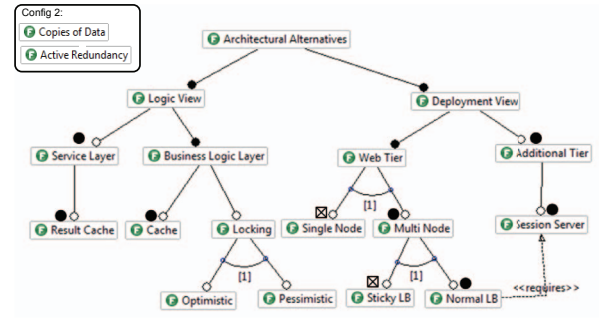 Config 2:
Copies of Data
Active Redundancy
Architectural Alternatives
Logic View
Deployment View
Service Layer
Business Logic Layer
Web Tier
Additional Tier
[1]
Result Cache
Cache
Locking
Single Node
Multi Node
Session Server
[1]
[1]
<<requires>>
Optimistic
Pessimistic
Sticky LB
Normal LB